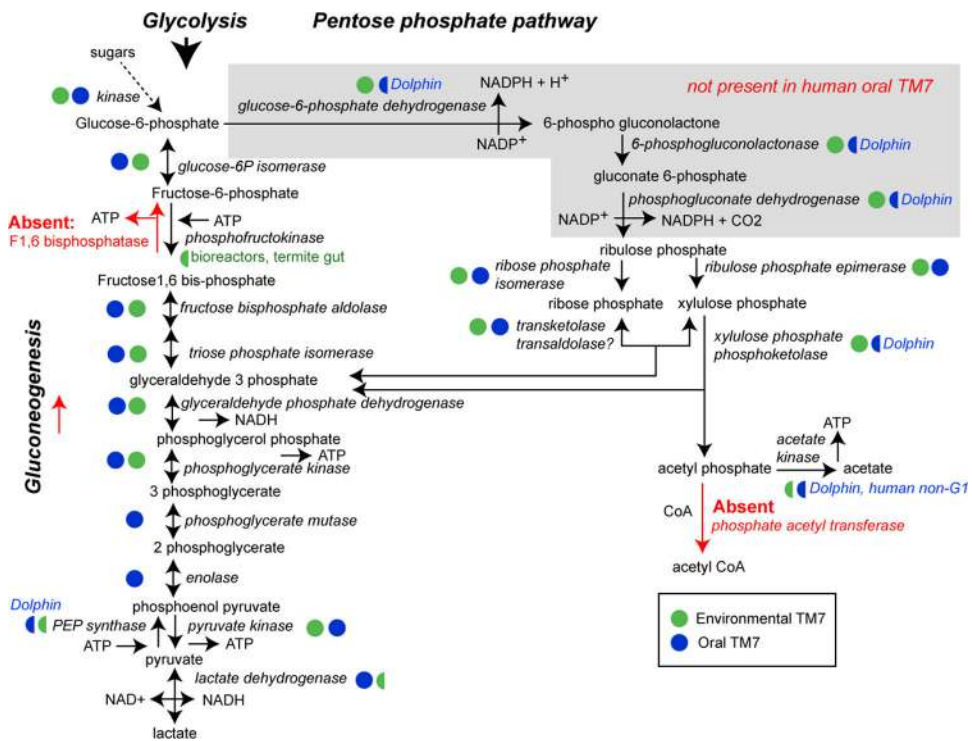 Glycolysis
Pentose phosphate pathway
sugars
kinase
Glucose-6-phosphate
Dolphin
glucose-6-phosphate dehydrogenase
NADPH + H+
NADP+
not present in human oral TM7
6-phospho gluconolactone
6-phosphogluconolactonase
Dolphin
gluconate 6-phosphate
phosphogluconate dehydrogenase
Dolphin
NADP+
NADPH + CO2
ribulose phosphate
glucose-6P isomerase
Fructose-6-phosphate
Absent:
F1,6 bisphosphatase
ATP
ATP
phosphofructokinase
bioreactors, termite gut
Fructose1,6 bis-phosphate
ribose phosphate
isomerase
ribulose phosphate epimerase
ribose phosphate
xylulose phosphate
fructose bisphosphate aldolase
transketolase
transaldolase?
xylulose phosphate
phosphoketolase
Dolphin
triose phosphate isomerase
glyceraldehyde 3 phosphate
Gluconeogenesis
glyceraldehyde phosphate dehydrogenase
NADH
phosphoglycerol phosphate
ATP
phosphoglycerate kinase
3 phosphoglycerate
ATP
acetate
kinase
acetyl phosphate
acetate
Dolphin, human non-G1
CoA
Absent
phosphate acetyl transferase
acetyl CoA
phosphoglycerate mutase
2 phosphoglycerate
enolase
phosphoenol pyruvate
Dolphin
PEP synthase
pyruvate kinase
ATP
ATP
pyruvate
lactate dehydrogenase
NAD+
NADH
lactate
Environmental TM7
Oral TM7